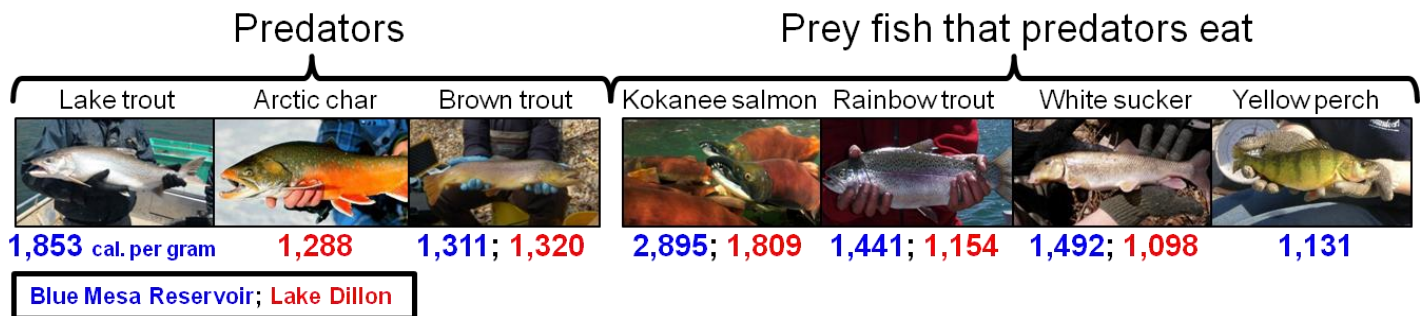 Predators
Prey fish that predators eat
Lake trout
Arctic char
Brown trout
Kokanee salmon
Rainbow trout
White sucker
Yellow perch
1,853 cal. per gram
1,288
1,311; 1,320
2,895; 1,809
1,441; 1,154
1,492; 1,098
1,131
Blue Mesa Reservoir; Lake Dillon